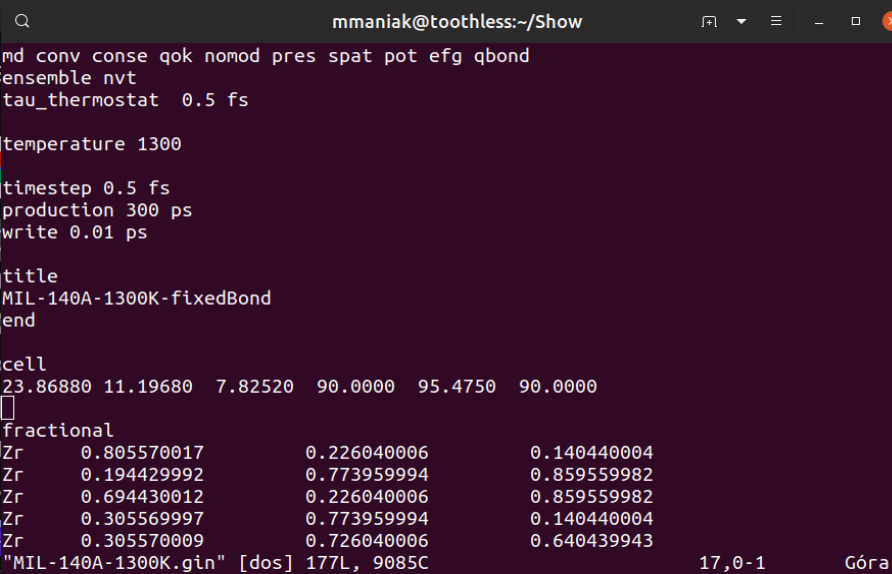 mmaniak@toothless:~/Show
md conv conse qok nomod pres spat pot efg qbond
ensemble nvt
tau_thermostat  0.5 fs
temperature 1300
timestep 0.5 fs
production 300 ps
write 0.01 ps
title
MIL-140A-1300K-fixedBond
end
cell
23.86880 11.19680  7.82520  90.0000  95.4750  90.0000
fractional
Zr     0.805570017         0.226040006         0.140440004
Zr     0.194429992         0.773959994         0.859559982
Zr     0.694430012         0.226040006         0.859559982
Zr     0.305569997         0.773959994         0.140440004
Zr     0.305570009         0.726040006         0.640439943
"MIL-140A-1300K.gin" [dos] 177L, 9085C                        17,0-1       Góra